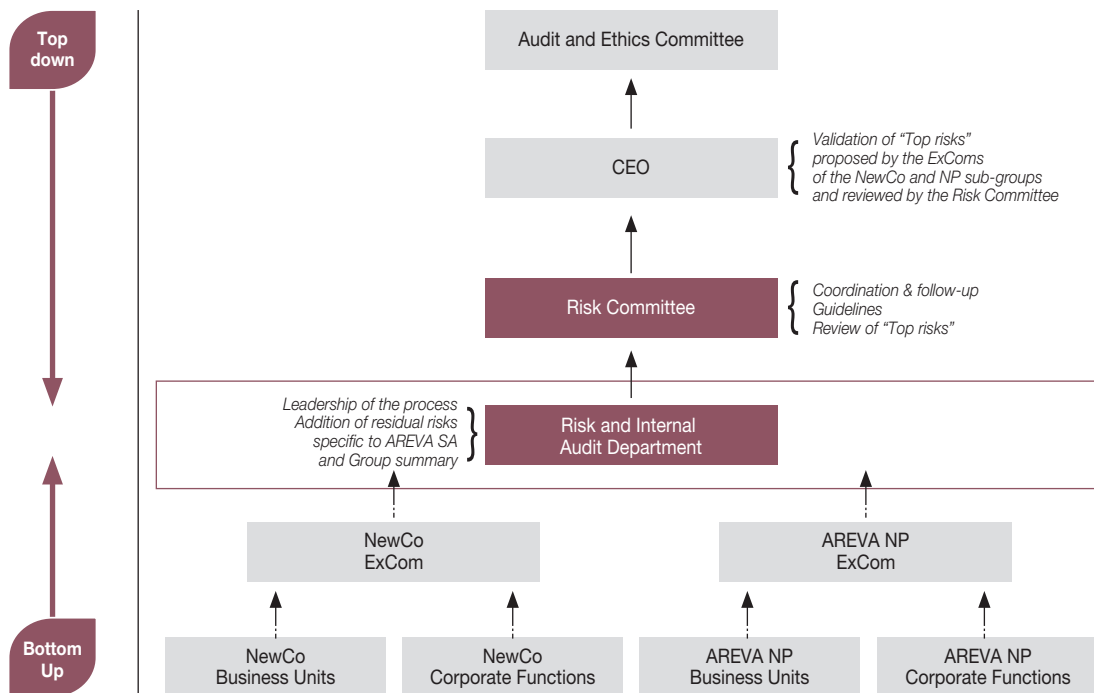 Top
down
Audit and Ethics Committee
CEO
Validation of “Top risks”
proposed by the ExComs
of the NewCo and NP sub-groups
and reviewed by the Risk Committee
Risk Committee
Coordination & follow-up
Guidelines
Review of “Top risks”
Leadership of the process
Addition of residual risks
specific to AREVA SA
and Group summary
Risk and Internal
Audit Department
NewCo
ExCom
AREVA NP
ExCom
Bottom
Up
NewCo
Business Units
NewCo
Corporate Functions
AREVA NP
Business Units
AREVA NP
Corporate Functions